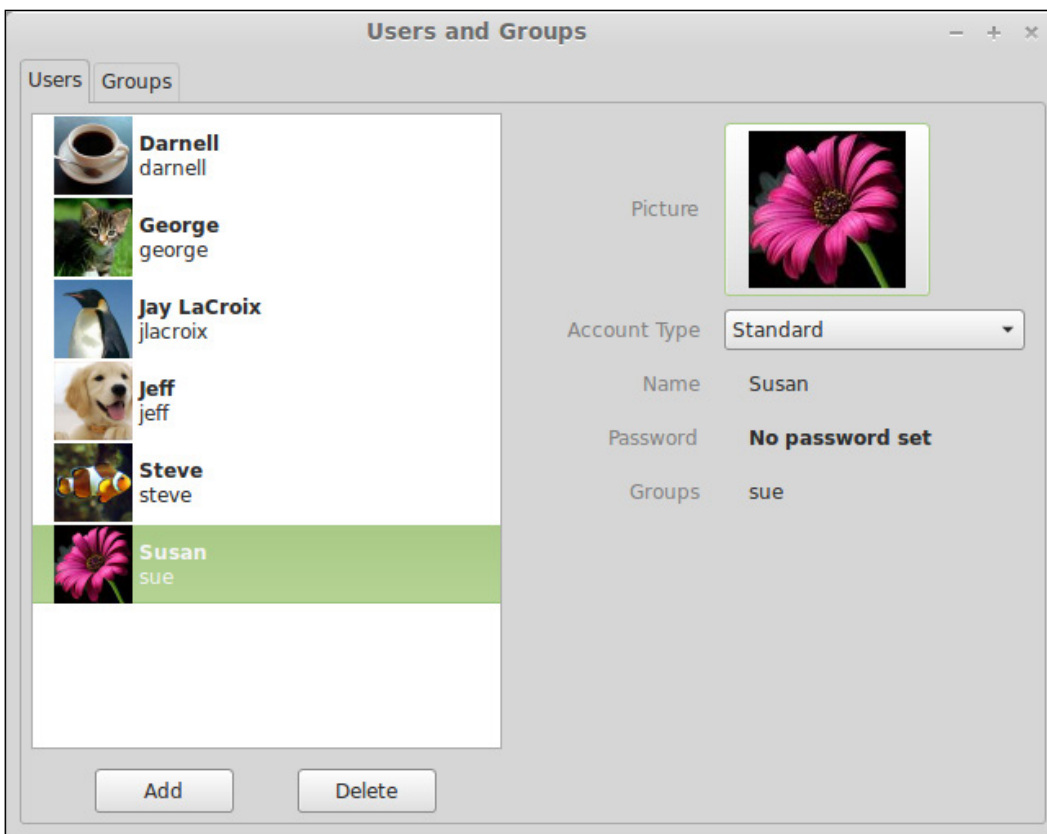 Users and Groups
Users Groups
Darnell
darnell
George
george
Jay LaCroix
jlacroix
Jeff
jeff
Steve
steve
Susan
sue
Add Delete
Picture
Account Type Standard
Name Susan
Password No password set
Groups sue